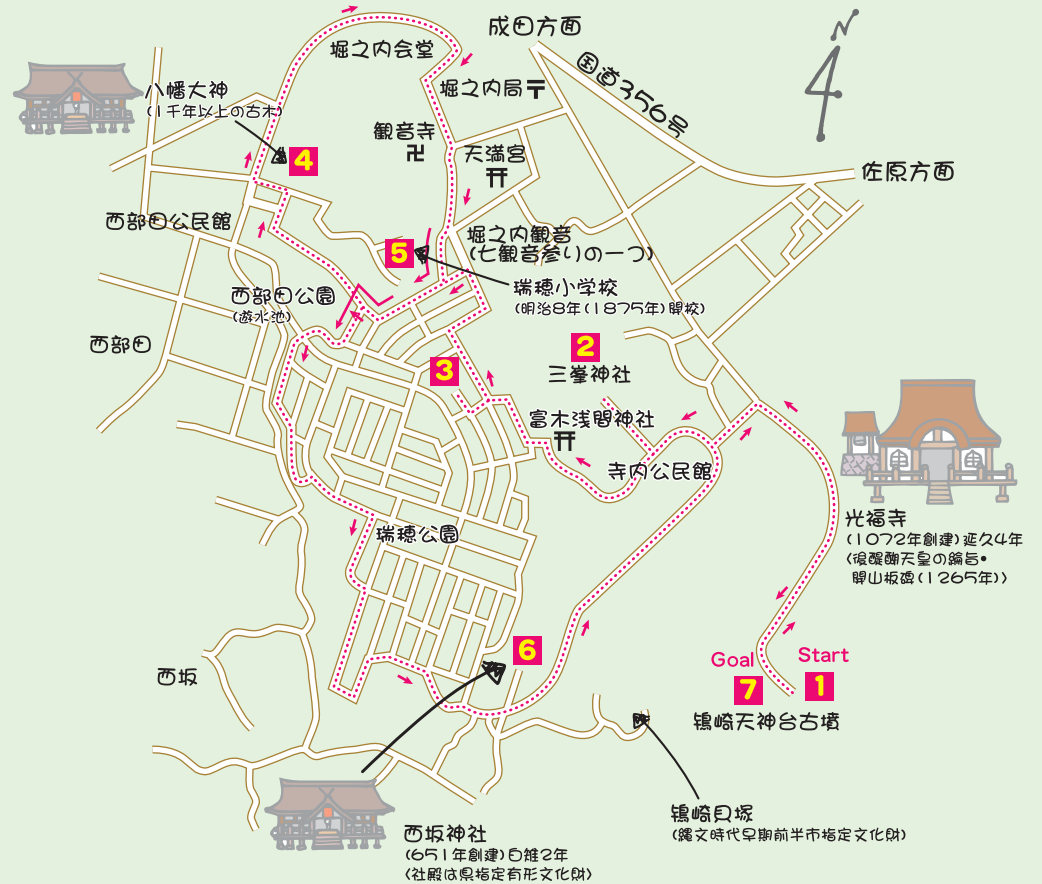 成田方面
堀之内会堂
国道356号
堀之内局〒
八幡大神
(1千年以上の古木)
観音寺
卍
天満宮
4
佐原方面
西部田公民館
堀之内観音
(七観音参りの一つ)
5
瑞穂小学校
(明治8年(1875年)開校)
西部田公園
(遊水池)
西部田
2
三峯神社
3
富木浅間神社
寺内公民館
光福寺
(1072年創建)延久4年
(後醍醐天皇の綸旨•
開山板碑(1265年))
瑞穂公園
6
Goal
Start
7
1
西坂
鴇崎天神台古墳
鴇崎貝塚
(縄文時代早期前半市指定文化財)
西坂神社
(651年創建)白雉2年
(社殿は県指定有形文化財)